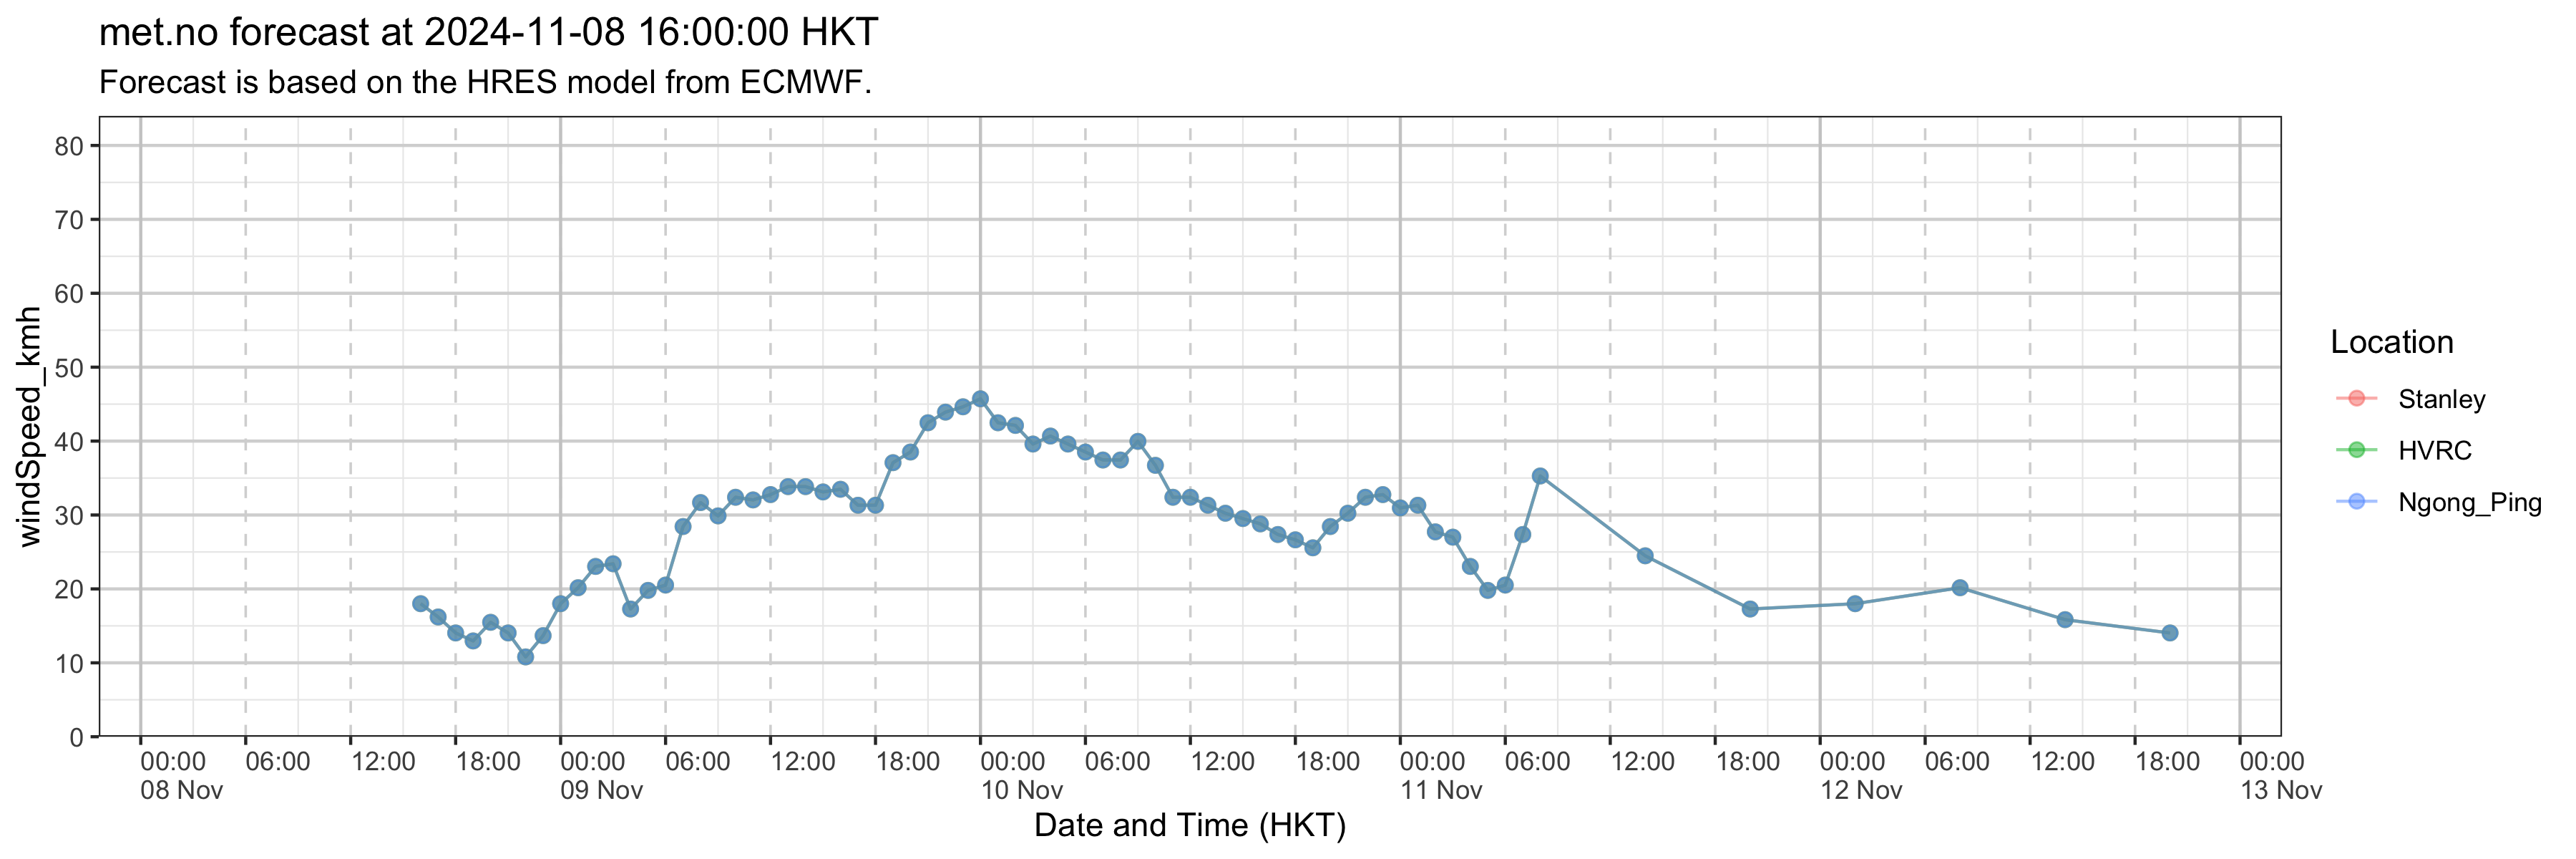 met.no forecast at 2024-11-08 16:00:00 HKT
Forecast is based on the HRES model from ECMWF.
windSpeed_kmh
80
70
60
50
40
30
20
10
0
00:00 06:00 12:00 18:00 00:00 06:00 12:00 18:00 00:00 06:00 12:00 18:00 00:00 06:00 12:00 18:00 00:00 06:00 12:00 18:00 00:00
08 Nov 09 Nov 10 Nov 11 Nov 12 Nov 13 Nov
Date and Time (HKT)
Location
Stanley
HVRC
Ngong_Ping